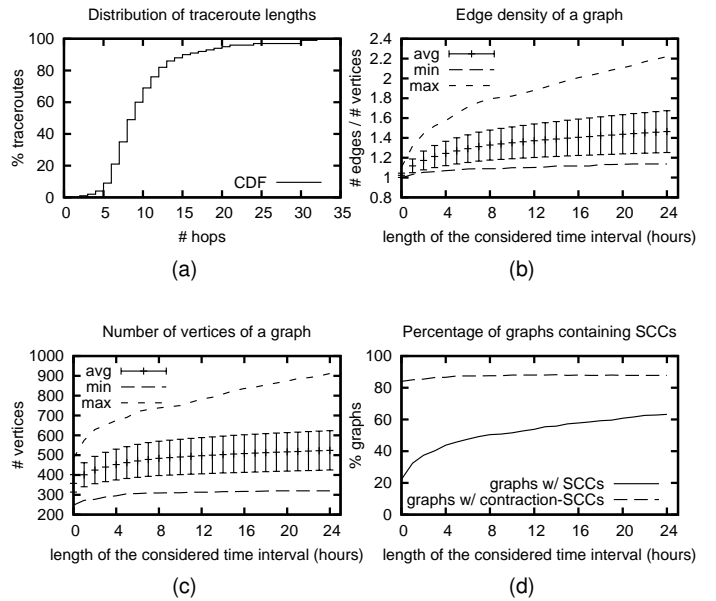 Distribution of traceroute lengths
100
80
60
40
20
0
% traceroutes
CDF
0 5 10 15 20 25 30 35
# hops
(a)
Edge density of a graph
2.4
2.2
2
1.8
1.6
1.4
1.2
1
0.8
# edges / # vertices
avg
min
max
0 4 8 12 16 20 24
length of the considered time interval (hours)
(b)
Number of vertices of a graph
1000
900
800
700
600
500
400
300
200
# vertices
avg
min
max
0 4 8 12 16 20 24
length of the considered time interval (hours)
(c)
Percentage of graphs containing SCCs
100
80
60
40
20
0
% graphs
graphs w/ SCCs
graphs w/ contraction-SCCs
0 4 8 12 16 20 24
length of the considered time interval (hours)
(d)